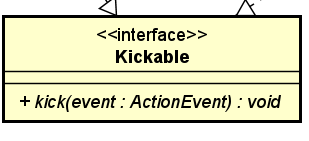 <<interface>>
Kickable
+ kick(event : ActionEvent) : void